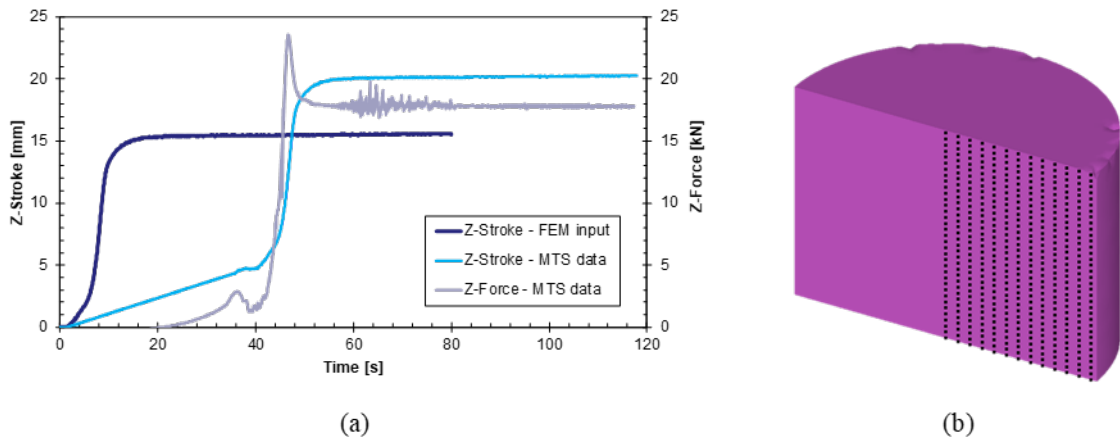 25
20
15
10
5
0
Z-Stroke [mm]
25
20
15
10
5
0
Z-Force [kN]
Z-Stroke - FEM input
Z-Stroke - MTS data
Z-Force - MTS data
0 20 40 60 80 100 120
Time [s]
(a) (b)